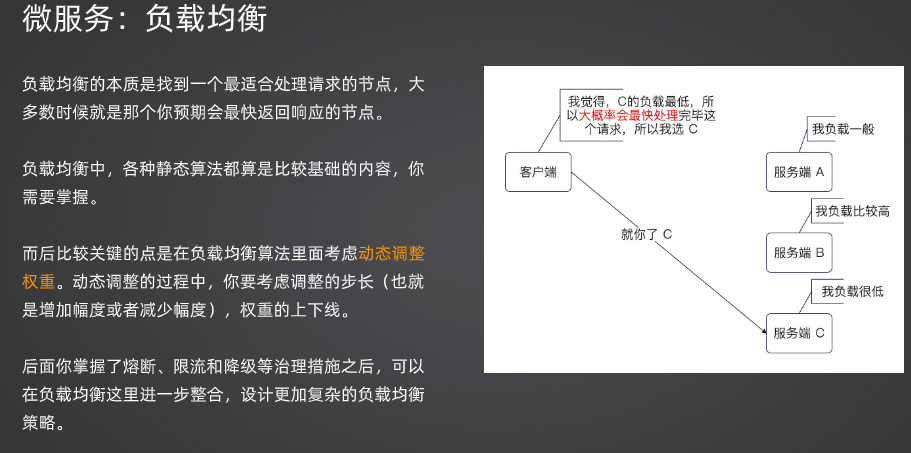 微服务：负载均衡
负载均衡的本质是找到一个最适合处理请求的节点，大
多数时候就是那个你预期会最快返回响应的节点。
负载均衡中，各种静态算法都算是比较基础的内容，你
需要掌握。
而后比较关键的点是在负载均衡算法里面考虑动态调整
权重。动态调整的过程中，你要考虑调整的步长（也就
是增加幅度或者减少幅度），权重的上下线。
后面你掌握了熔断、限流和降级等治理措施之后，可以
在负载均衡这里进一步整合，设计更加复杂的负载均衡
策略。
我觉得，C的负载最低，所
以大概率会最快处理完毕这
个请求，所以我选 C
客户端
就你了 C
我负载一般
服务端 A
我负载比较高
服务端 B
我负载很低
服务端 C